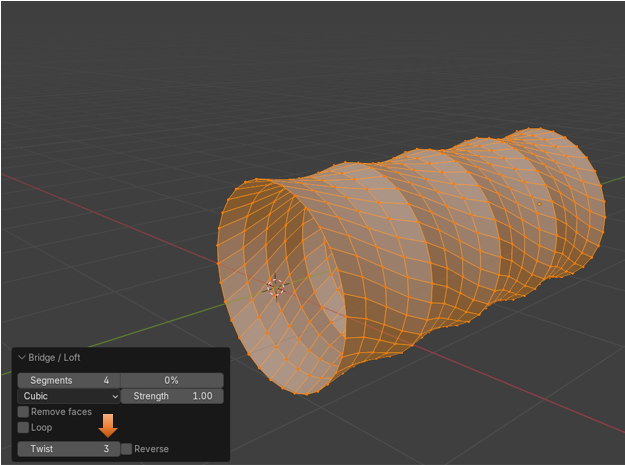 Bridge / Loft
Segments 4 0%
Cubic Strength 1.00
Remove faces
Loop
Twist 3 Reverse